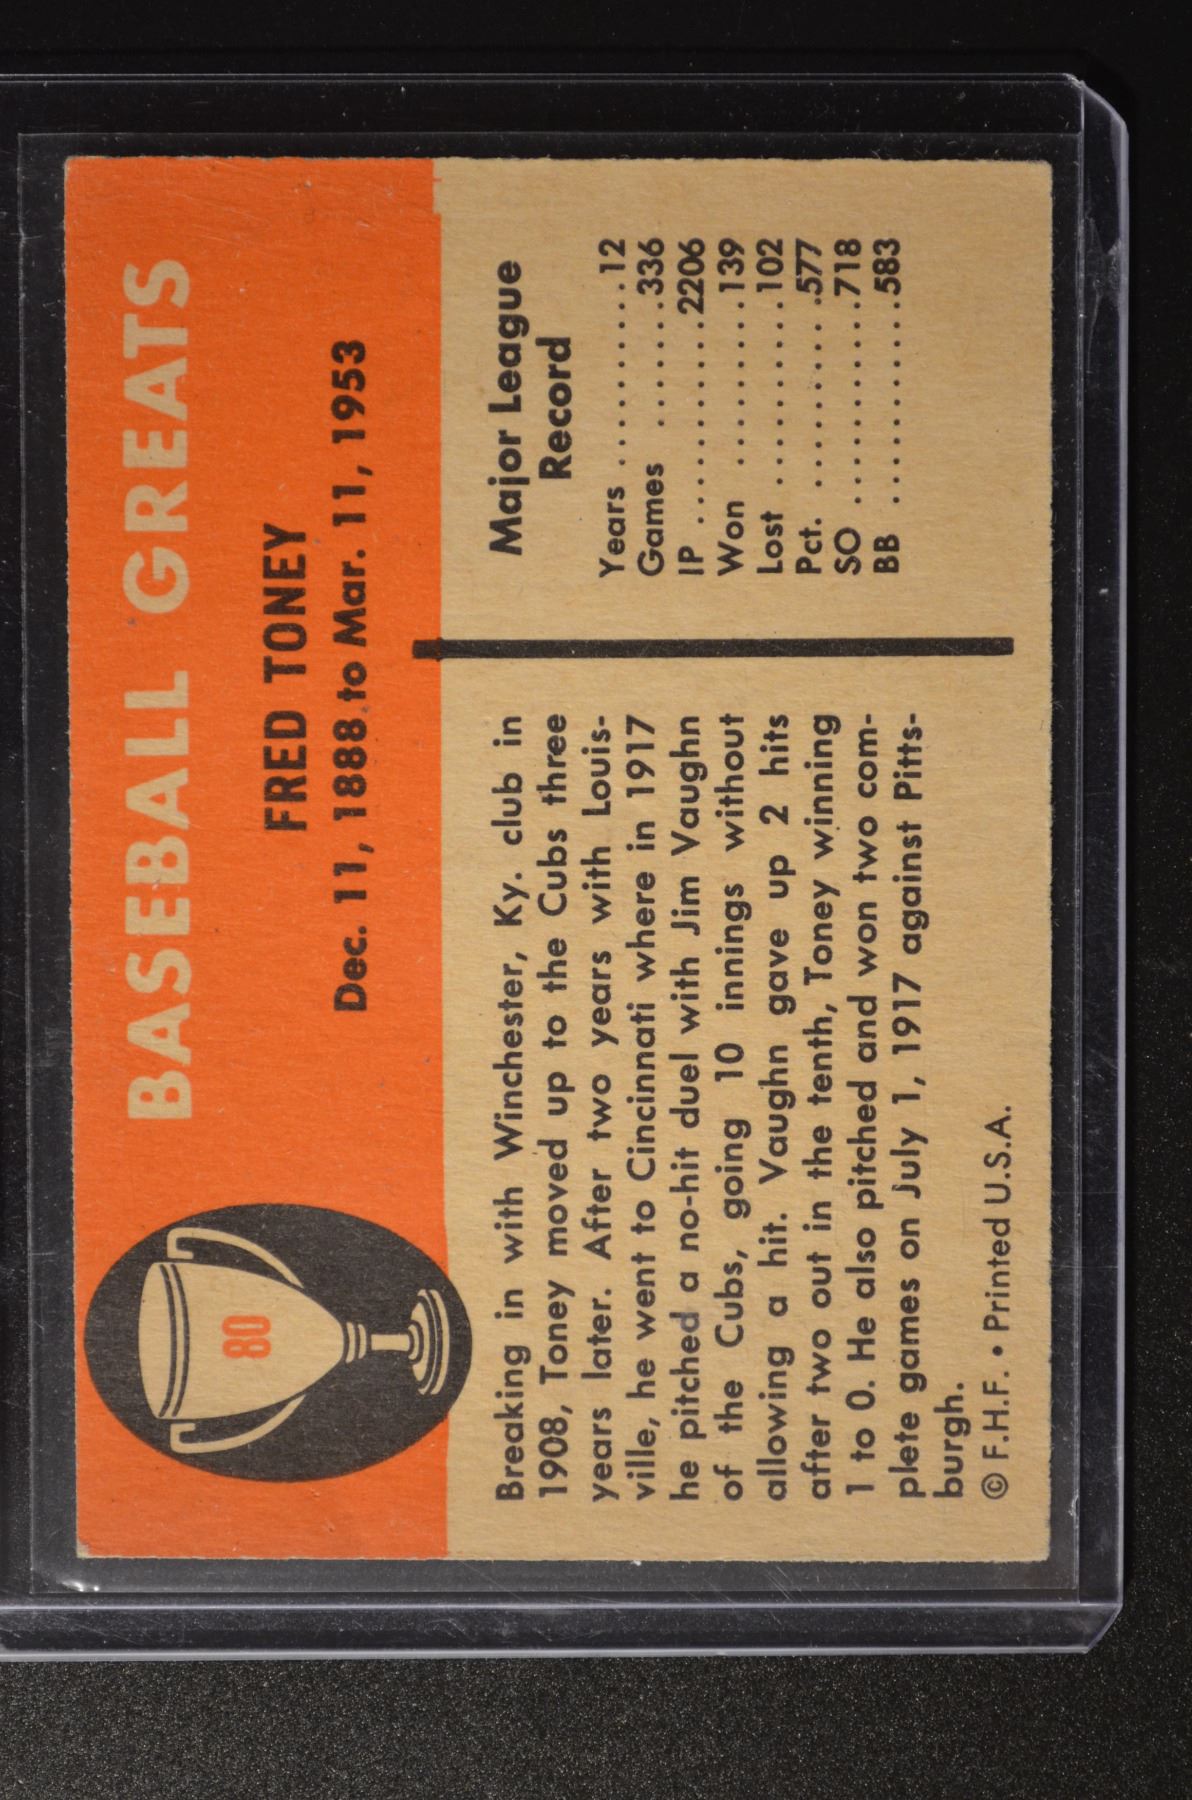 BASEBALL GREATS
80
FRED TONEY
Dec. 11, 1888 to Mar. 11, 1953
Breaking in with Winchester, Ky. club in
1908, Toney moved up to the Cubs three
years later. After two years with Louis-
ville, he went to Cincinnati where in 1917
he pitched a no-hit duel with Jim Vaughn
of the Cubs, going 10 innings without
allowing a hit. Vaughn gave up 2 hits
after two out in the tenth, Toney winning
1 to 0. He also pitched and won two com-
plete games on July 1, 1917 against Pitts-
burgh.
© F.H.F. • Printed U.S.A.
Major League
Record
Years ..........12
Games .......336
IP ............2206
Won ..........139
Lost ..........102
Pct. ..........577
SO ...........718
BB ...........583